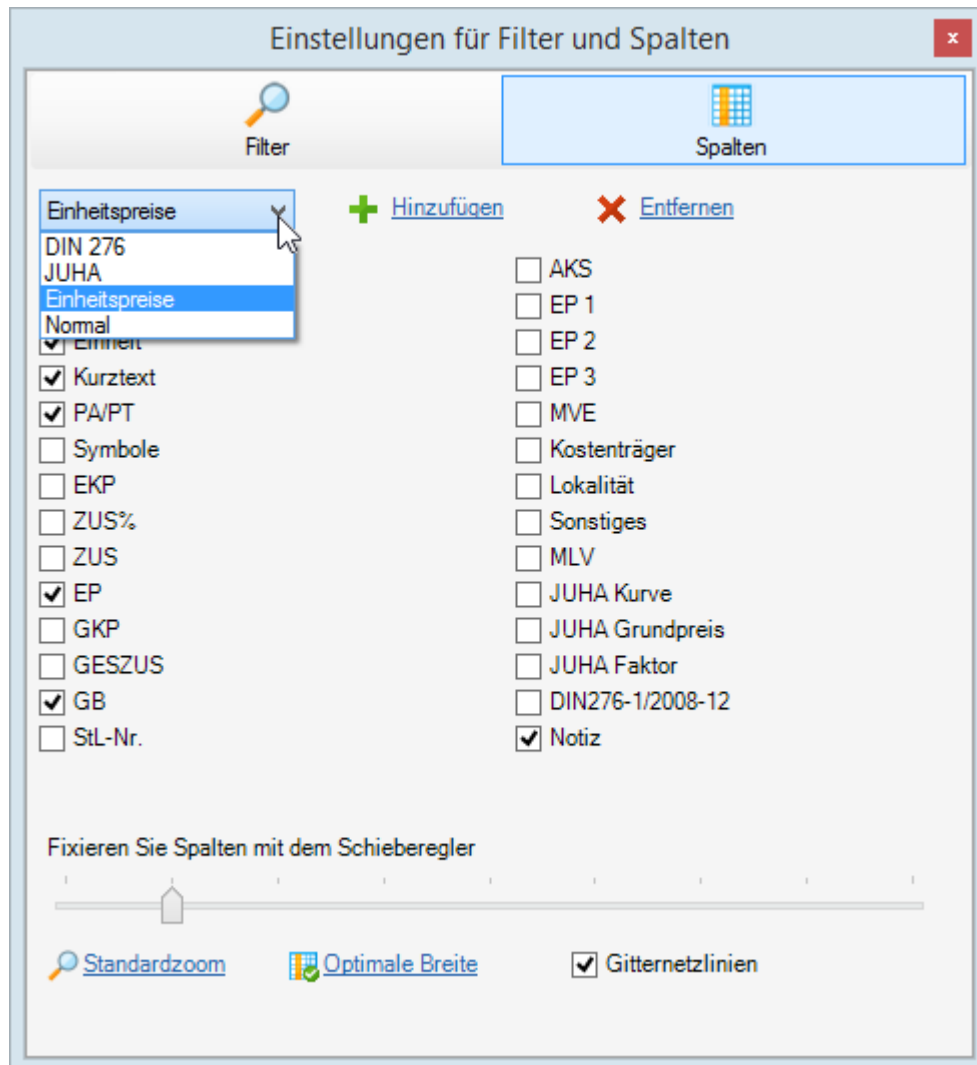 Einstellungen für Filter und Spalten
x
Filter
Spalten
Einheitspreise
Hinzufügen
Entfernen
DIN 276
JUHA
Einheitspreise
Normal
Einheit
Kurztext
PA/PT
Symbole
EKP
ZUS%
ZUS
EP
GKP
GESZUS
GB
StL-Nr.
AKS
EP 1
EP 2
EP 3
MVE
Kostenträger
Lokalität
Sonstiges
MLV
JUHA Kurve
JUHA Grundpreis
JUHA Faktor
DIN276-1/2008-12
Notiz
Fixieren Sie Spalten mit dem Schieberegler
Standardzoom
Optimale Breite
Gitternetzlinien